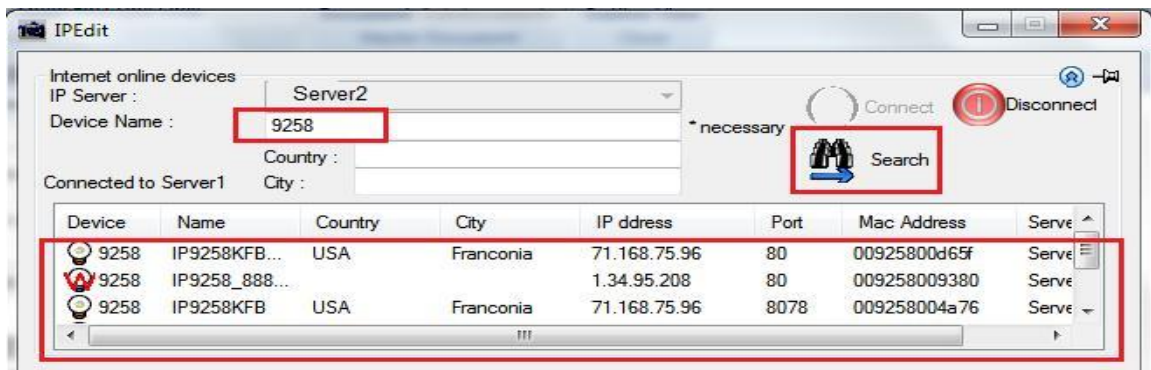 IPEdit
Internet online devices
IP Server : Server2
Connect Disconnect
Device Name : 9258 * necessary
Search
Country :
Connected to Server1 City :
Device Name Country City IP ddress Port Mac Address Serve
9258 IP9258KFB... USA Franconia 71.168.75.96 80 00925800d65f Serve
9258 IP9258_888... 1.34.95.208 80 009258009380 Serve
9258 IP9258KFB USA Franconia 71.168.75.96 8078 009258004a76 Serve